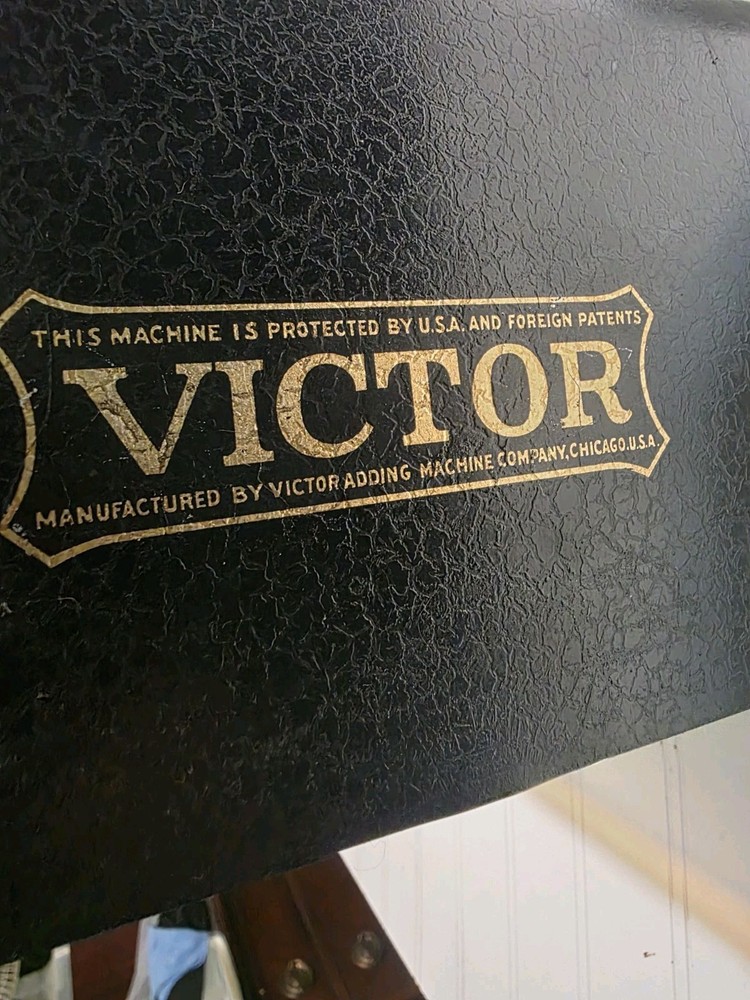 THIS MACHINE IS PROTECTED BY U.S.A. AND FOREIGN PATENTS
VICTOR
MANUFACTURED BY VICTOR ADDING MACHINE COMPANY, CHICAGO. U.S.A.